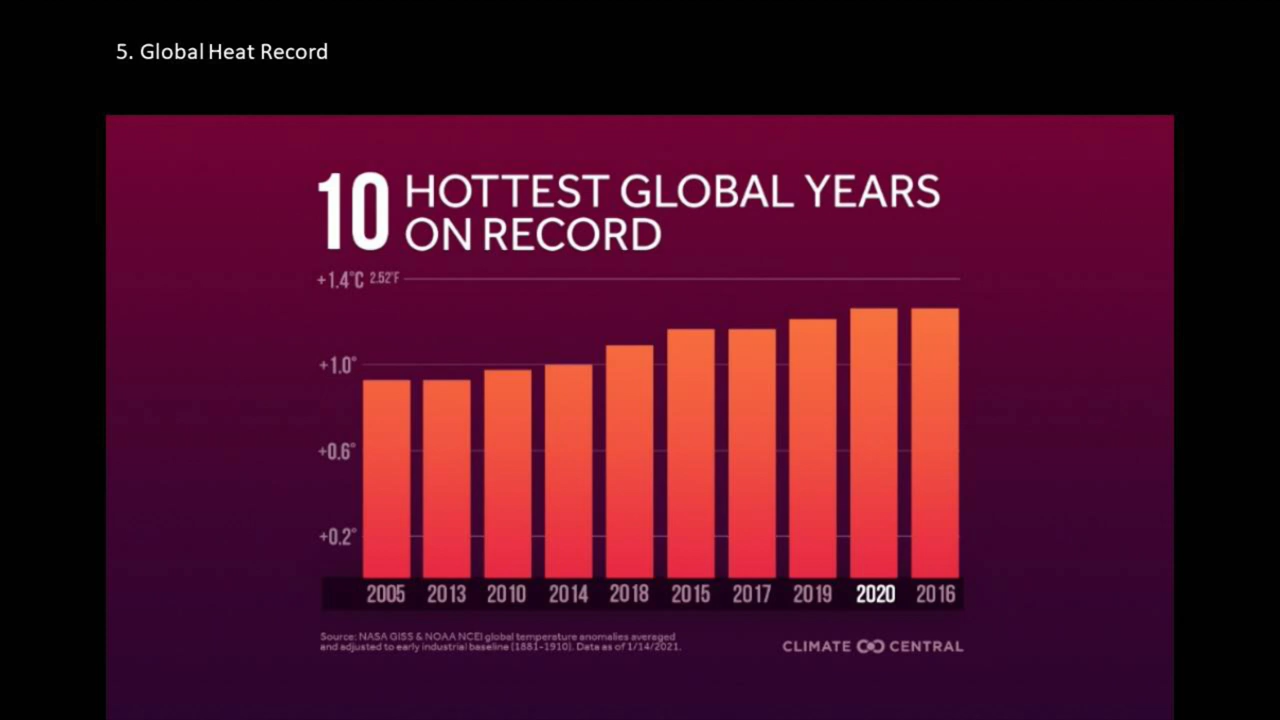 5. Global Heat Record
10 HOTTEST GLOBAL YEARS
ON RECORD
+1.4°C 2.52°F
+1.0°
+0.6°
+0.2°
2005 2013 2010 2014 2018 2015 2017 2019 2020 2016
Source: NASA GISS & NOAA NCEI global temperature anomalies averaged
and adjusted to early industrial baseline (1881-1910). Data as of 1/14/2021.
CLIMATE CENTRAL